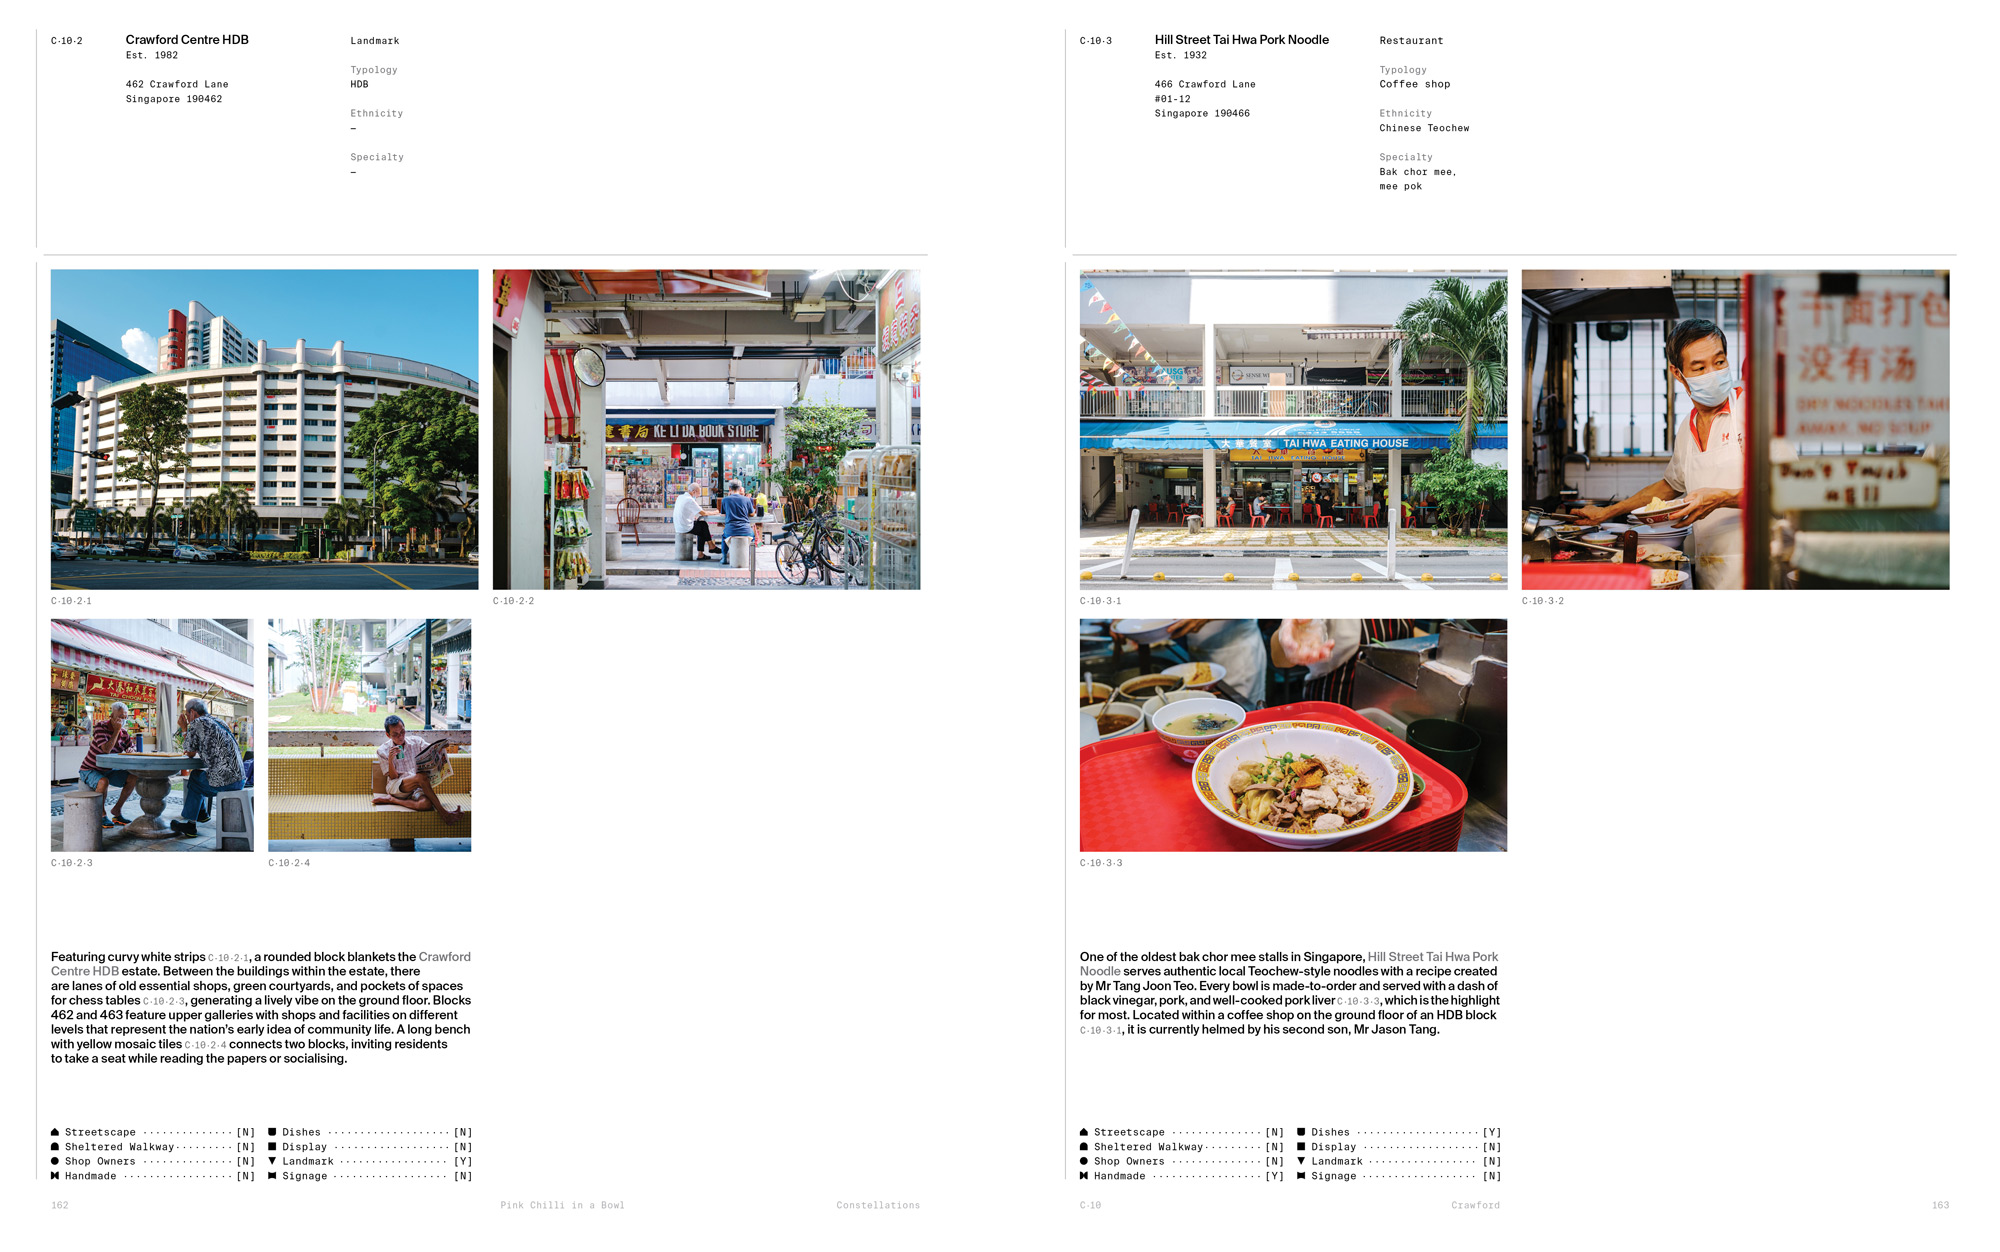 C·10·2
Crawford Centre HDB
Est. 1982
462 Crawford Lane
Singapore 190462
Landmark
Typology
HDB
Ethnicity
–
Specialty
–
KE LI DA BOOK STORE
C·10·2·1
C·10·2·2
C·10·2·3
C·10·2·4
Featuring curvy white strips C·10·2·1, a rounded block blankets the Crawford
Centre HDB estate. Between the buildings within the estate, there
are lanes of old essential shops, green courtyards, and pockets of spaces
for chess tables C·10·2·3, generating a lively vibe on the ground floor. Blocks
462 and 463 feature upper galleries with shops and facilities on different
levels that represent the nation's early idea of community life. A long bench
with yellow mosaic tiles C·10·2·4 connects two blocks, inviting residents
to take a seat while reading the papers or socialising.
Streetscape ·············· [N]
Sheltered Walkway········· [N]
Shop Owners ·············· [N]
Handmade ················· [N]
Dishes ··················· [N]
Display ·················· [N]
Landmark ················· [Y]
Signage ·················· [N]
162
Pink Chilli in a Bowl
Constellations
C·10·3
Hill Street Tai Hwa Pork Noodle
Est. 1932
466 Crawford Lane
#01-12
Singapore 190466
Restaurant
Typology
Coffee shop
Ethnicity
Chinese Teochew
Specialty
Bak chor mee,
mee pok
大華餐室 TAI HWA EATING HOUSE
TAI HWA EATING HOUSE
干面打包
没有汤
DRY NOODLES TAKE
AWAY. NO SOUP
Don't Touch
Bell
C·10·3·1
C·10·3·2
C·10·3·3
One of the oldest bak chor mee stalls in Singapore, Hill Street Tai Hwa Pork
Noodle serves authentic local Teochew-style noodles with a recipe created
by Mr Tang Joon Teo. Every bowl is made-to-order and served with a dash of
black vinegar, pork, and well-cooked pork liver C·10·3·3, which is the highlight
for most. Located within a coffee shop on the ground floor of an HDB block
C·10·3·1, it is currently helmed by his second son, Mr Jason Tang.
Streetscape ·············· [N]
Sheltered Walkway········· [N]
Shop Owners ·············· [N]
Handmade ················· [Y]
Dishes ··················· [Y]
Display ·················· [N]
Landmark ················· [N]
Signage ·················· [N]
C·10
Crawford
163